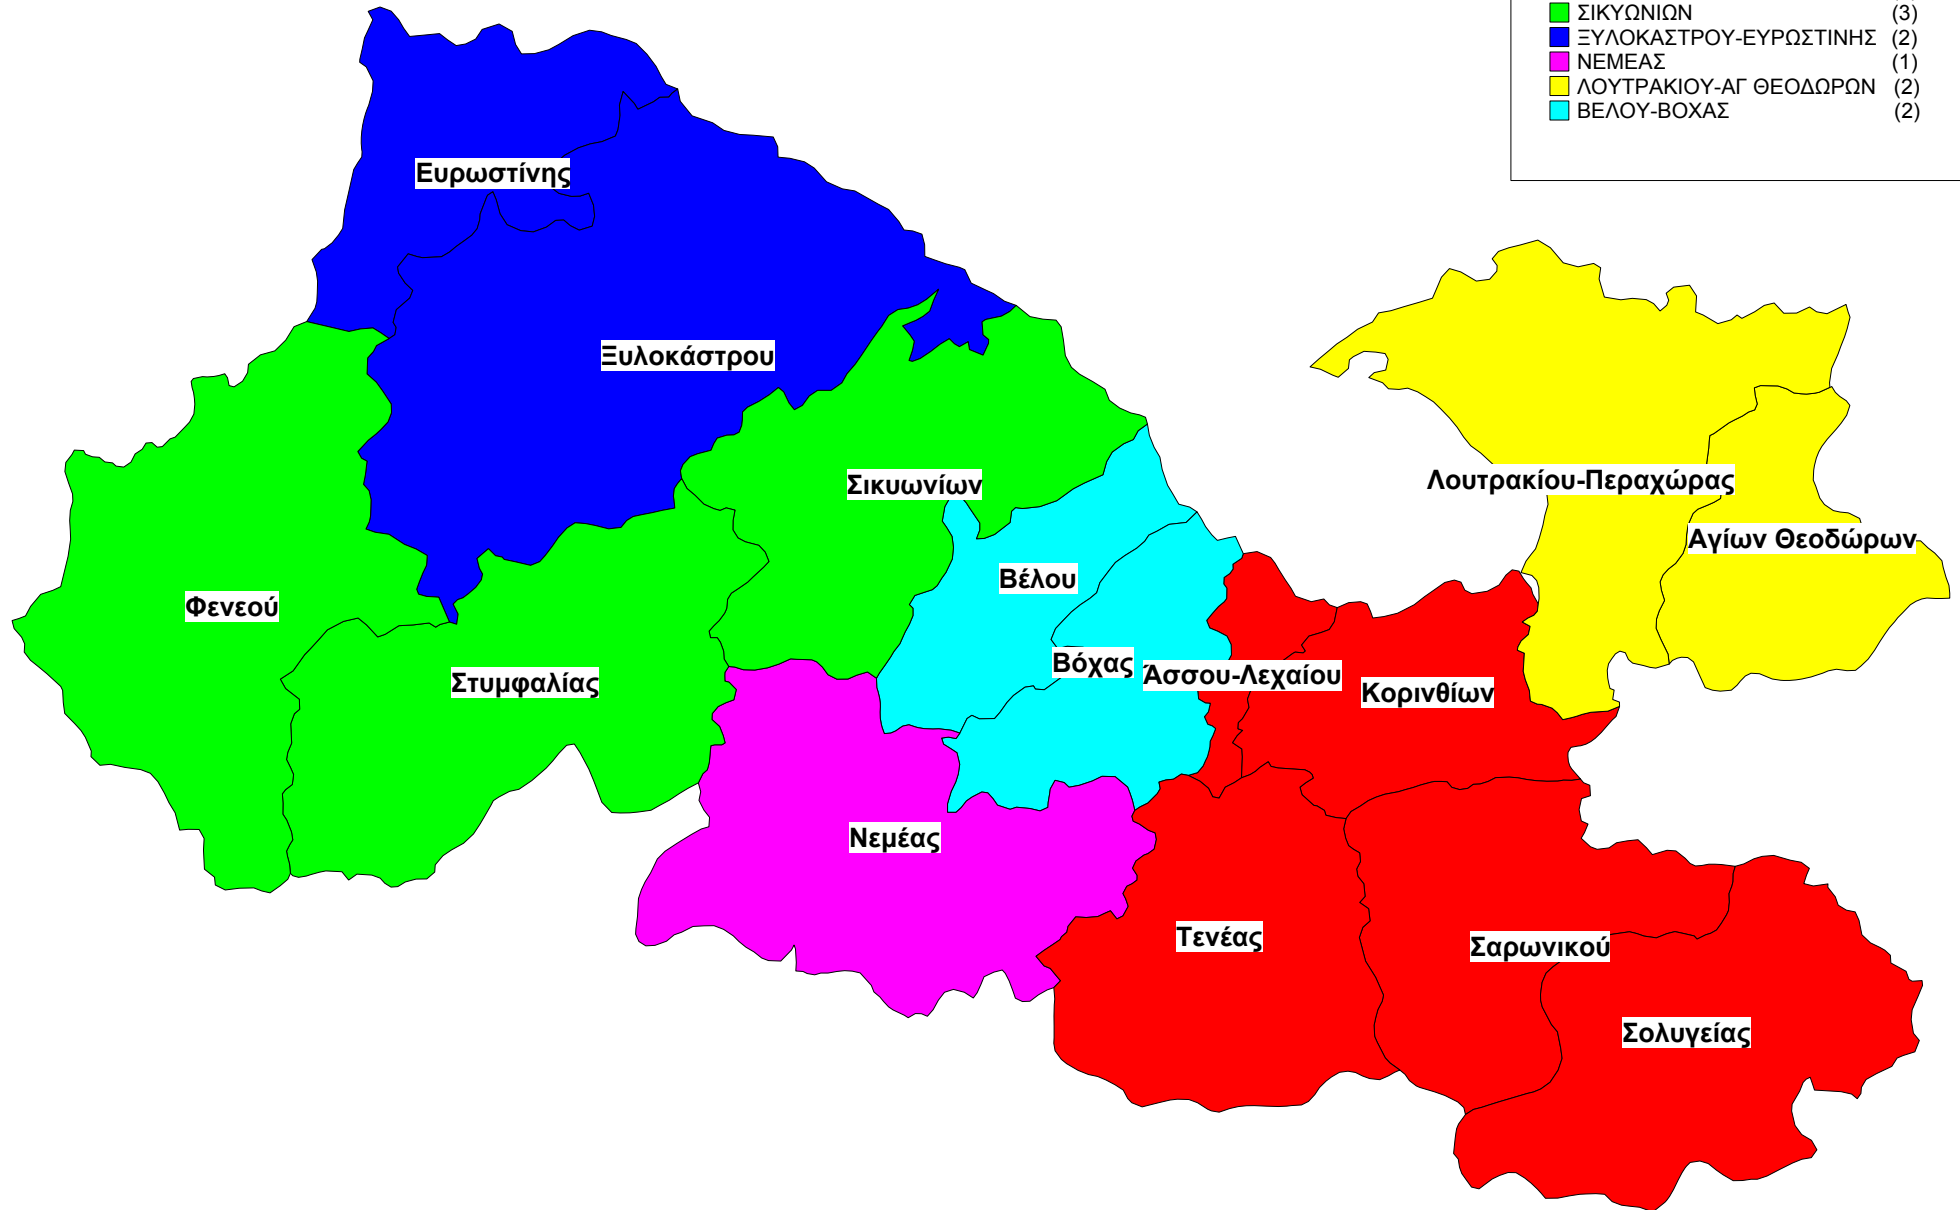 ΣΙΚΥΩΝΙΩΝ (3)
ΞΥΛΟΚΑΣΤΡΟΥ-ΕΥΡΩΣΤΙΝΗΣ (2)
ΝΕΜΕΑΣ (1)
ΛΟΥΤΡΑΚΙΟΥ-ΑΓ ΘΕΟΔΩΡΩΝ (2)
ΒΕΛΟΥ-ΒΟΧΑΣ (2)
Ευρωστίνης
Ξυλοκάστρου
Σικυωνίων
Λουτρακίου-Περαχώρας
Αγίων Θεοδώρων
Βέλου
Φενεού
Βόχας
Άσσου-Λεχαίου
Στυμφαλίας
Κορινθίων
Νεμέας
Τενέας
Σαρωνικού
Σολυγείας